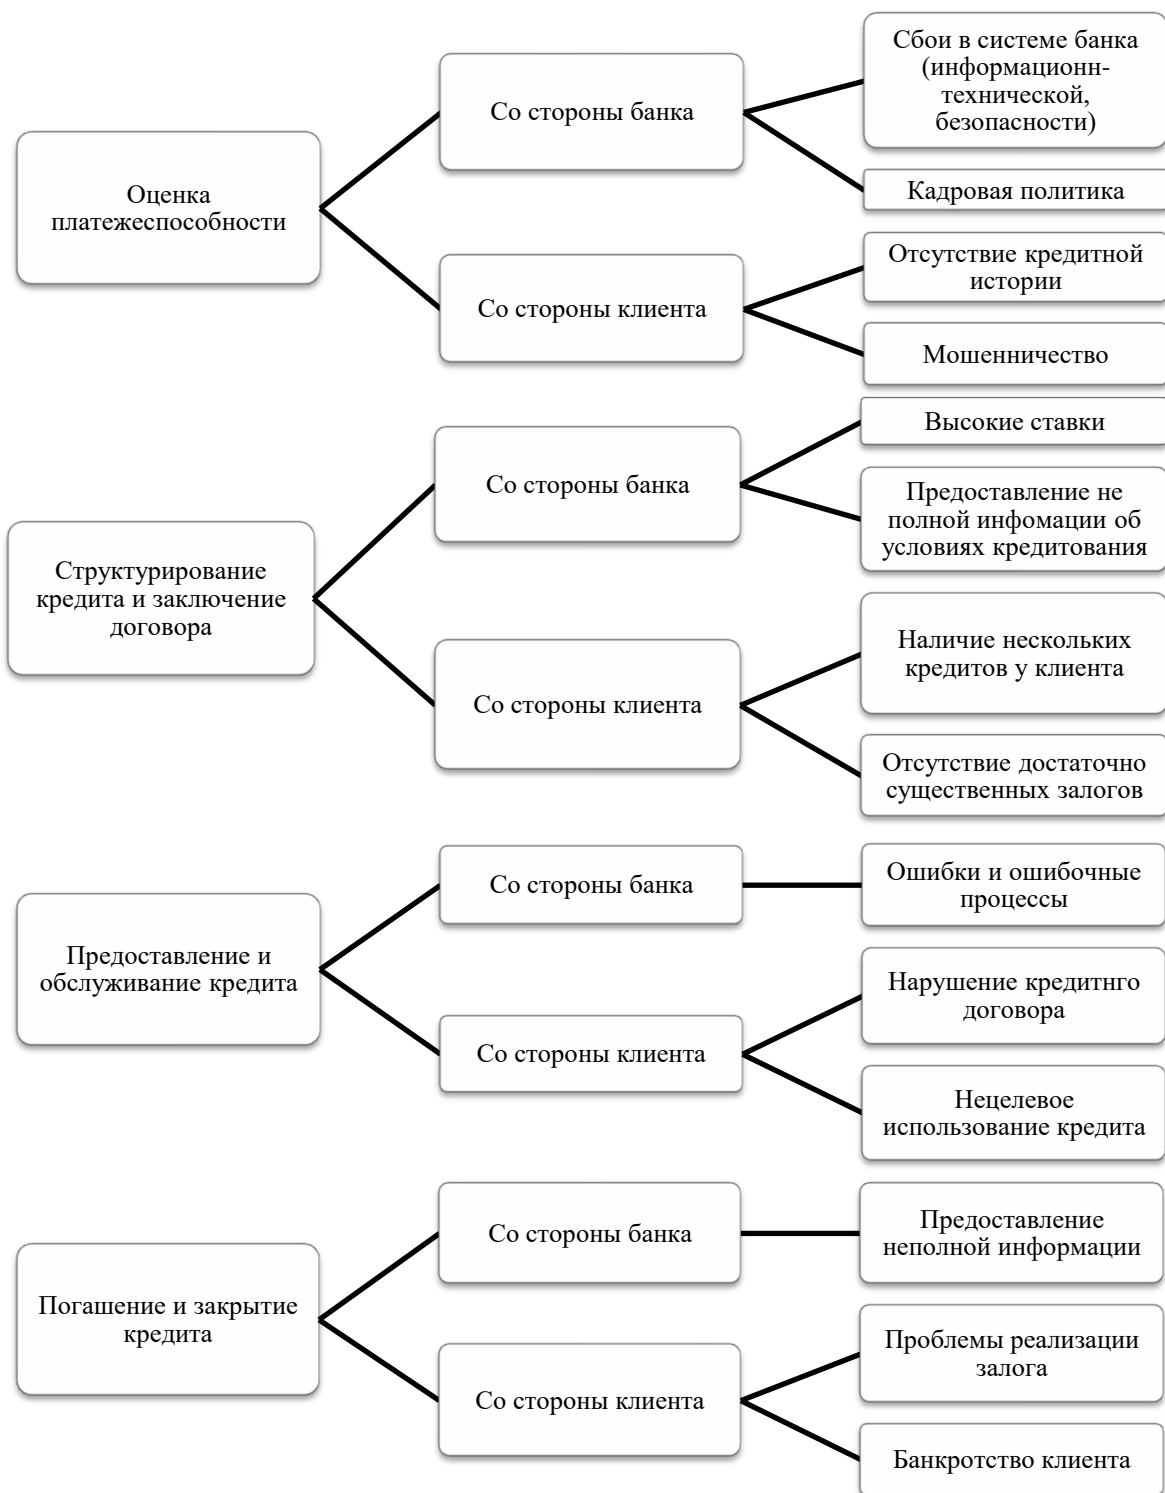 Оценка
платежеспособности
Со стороны банка
Сбои в системе банка
(информационн-
технической,
безопасности)
Кадровая политика
Со стороны клиента
Отсутствие кредитной
истории
Мошенничество
Структурирование
кредита и заключение
договора
Со стороны банка
Высокие ставки
Предоставление не
полной инфомации об
условиях кредитования
Со стороны клиента
Наличие нескольких
кредитов у клиента
Отсутствие достаточно
существенных залогов
Предоставление и
обслуживание кредита
Со стороны банка
Ошибки и ошибочные
процессы
Со стороны клиента
Нарушение кредитнго
договора
Нецелевое
использование кредита
Погашение и закрытие
кредита
Со стороны банка
Предоставление
неполной информации
Со стороны клиента
Проблемы реализации
залога
Банкротство клиента